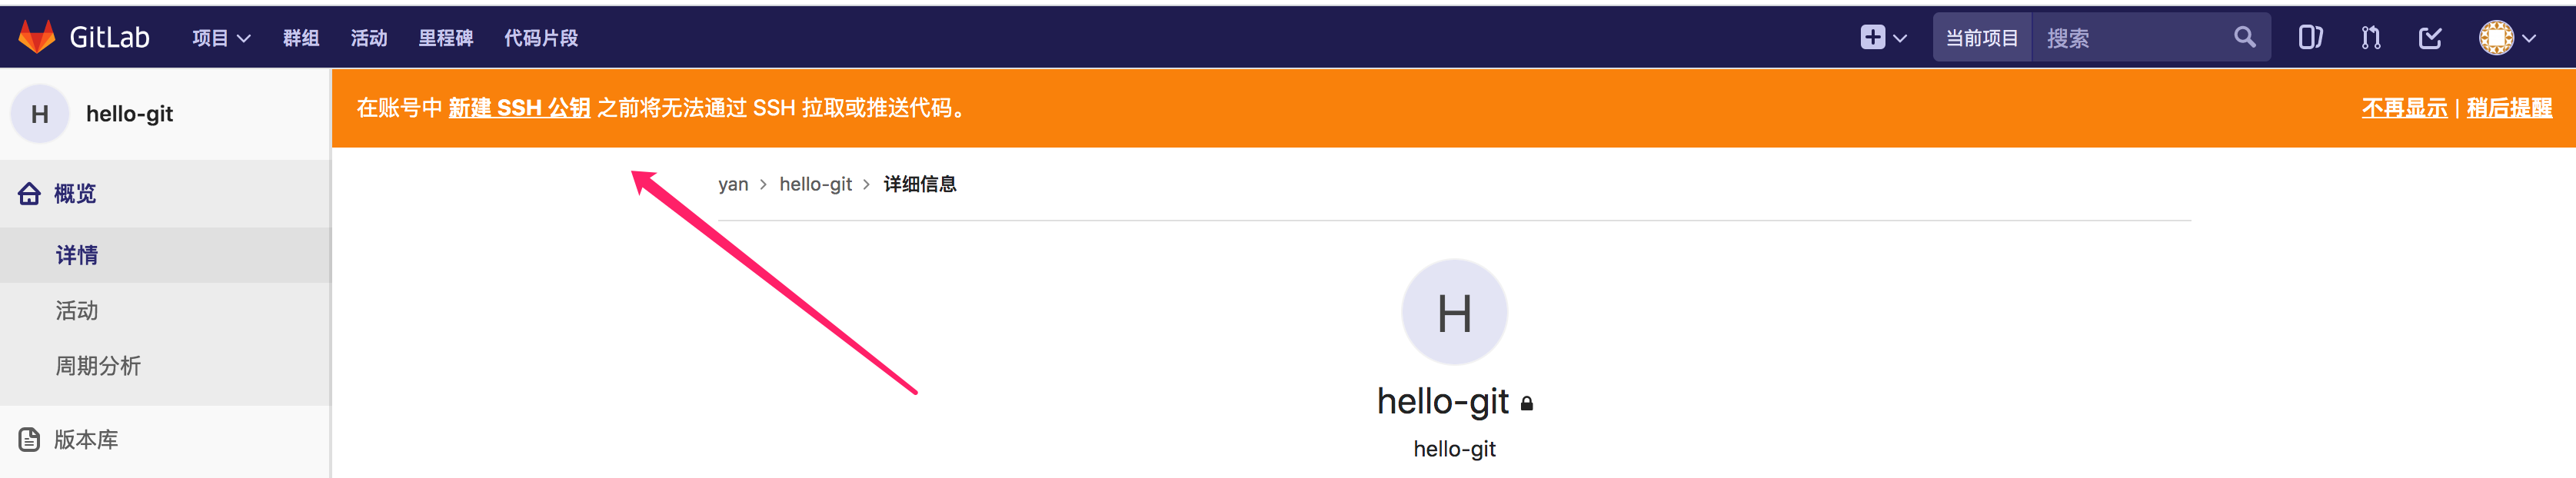 GitLab 项目 群组 活动 里程碑 代码片段 当前项目 搜索
H hello-git
在账号中 新建 SSH 公钥 之前将无法通过 SSH 拉取或推送代码。 不再显示 | 稍后提醒
yan > hello-git > 详细信息
概览
详情
活动
周期分析
版本库
H
hello-git
hello-git